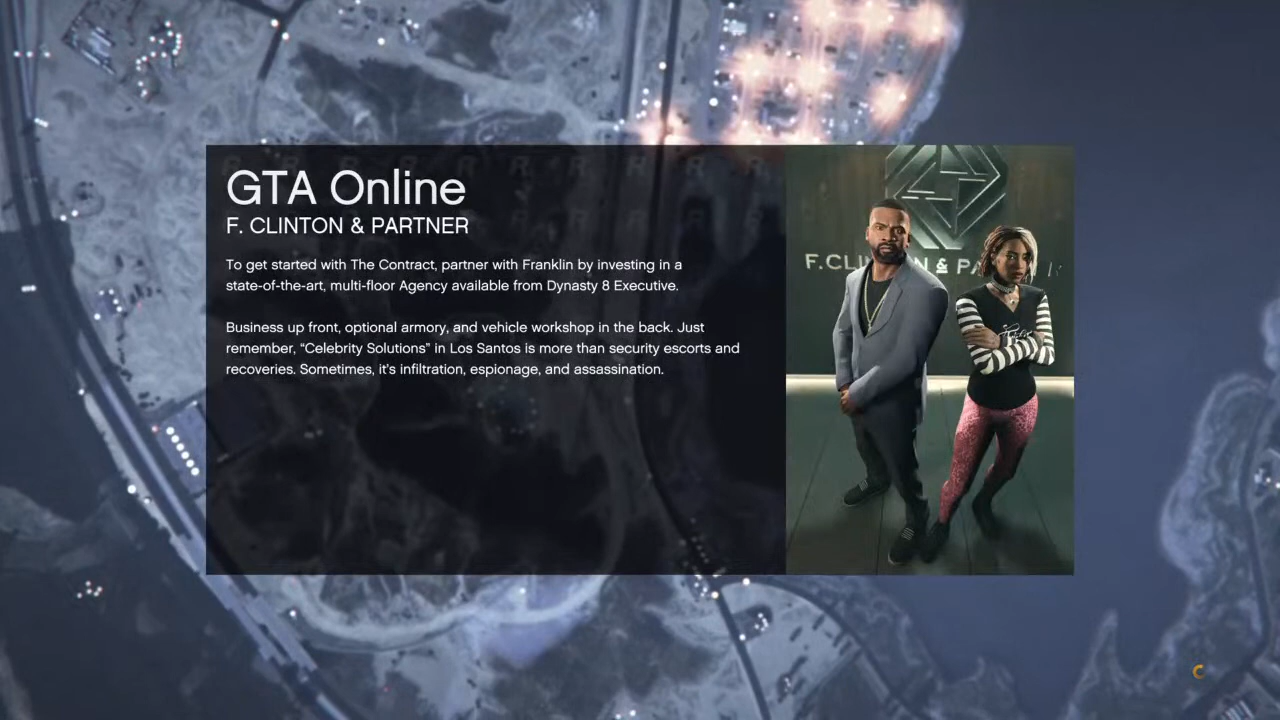 GTA Online
F. CLINTON & PARTNER
To get started with The Contract, partner with Franklin by investing in a
state-of-the-art, multi-floor Agency available from Dynasty 8 Executive.
Business up front, optional armory, and vehicle workshop in the back. Just
remember, “Celebrity Solutions” in Los Santos is more than security escorts and
recoveries. Sometimes, it's infiltration, espionage, and assassination.